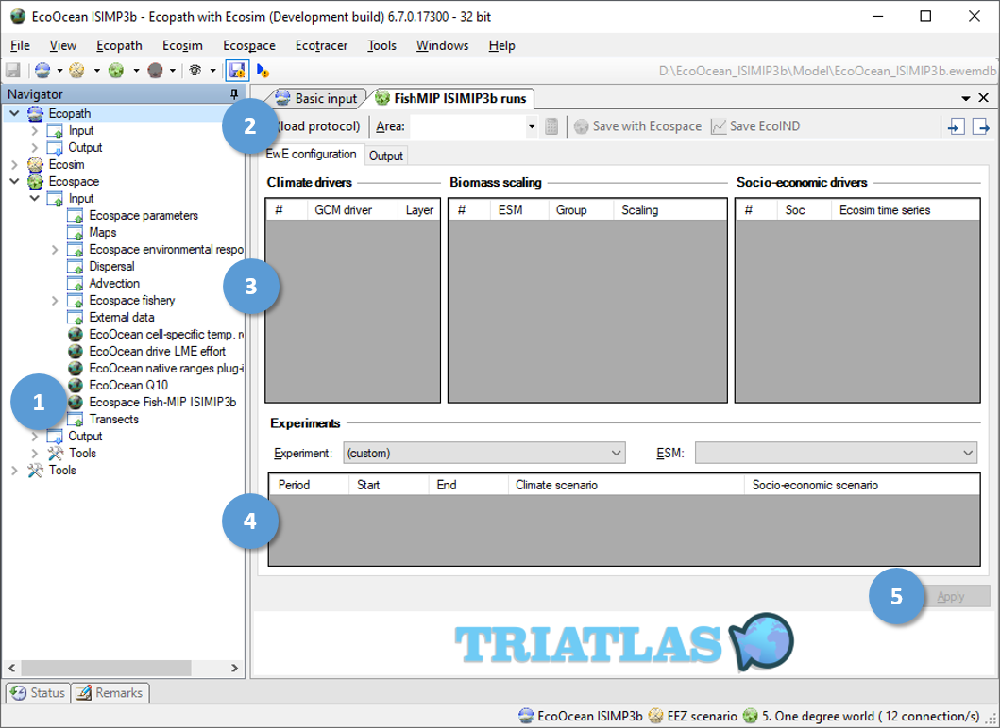 EcoOcean ISIMP3b - Ecopath with Ecosim (Development build) 6.7.0.17300 - 32 bit
File View Ecopath Ecosim Ecospace Ecotracer Tools Windows Help
D:\EcoOcean_ISIMP3b\Model\EcoOcean_ISIMP3b.ewemdb
Navigator
Ecopath
Input
Output
Ecosim
Ecospace
Input
Ecospace parameters
Maps
Ecospace environmental respo
Dispersal
Advection
Ecospace fishery
External data
EcoOcean cell-specific temp. r
EcoOcean drive LME effort
EcoOcean native ranges plug-i
EcoOcean Q10
1 Ecospace Fish-MIP ISIMP3b
Transects
Output
Tools
Tools
Basic input FishMIP ISIMP3b runs
2 (load protocol) Area: Save with Ecospace Save EcoIND
EwE configuration Output
Climate drivers Biomass scaling Socio-economic drivers
# GCM driver Layer # ESM Group Scaling # Soc Ecosim time series
3
Experiments
Experiment: (custom) ESM:
Period Start End Climate scenario Socio-economic scenario
4
5 Apply
TRIATLAS
Status Remarks
EcoOcean ISIMP3b EEZ scenario 5. One degree world ( 12 connection/s)